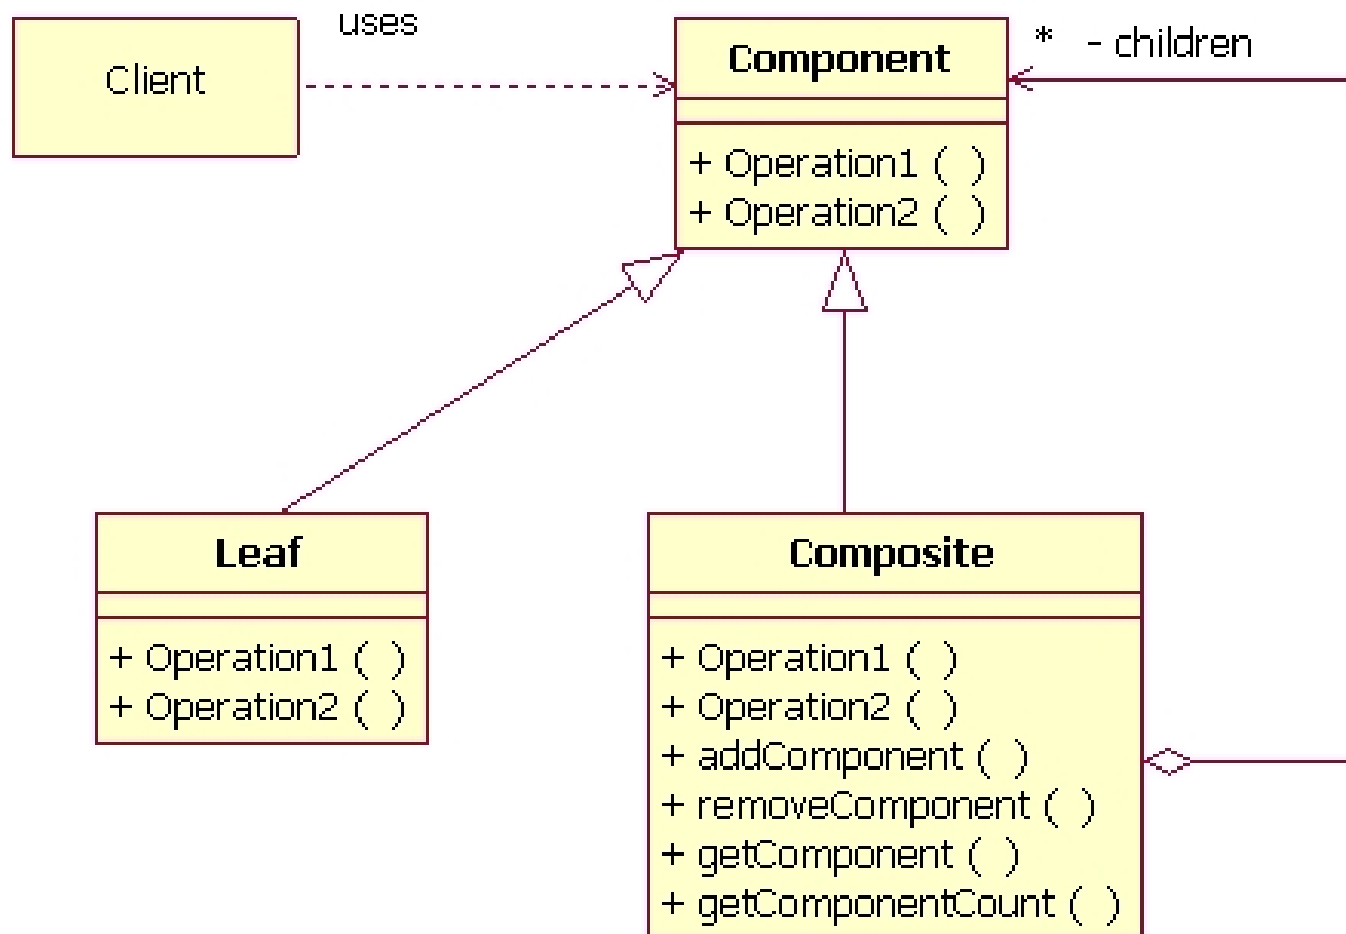 uses
Client
Component
* - children
+ Operation1 ( )
+ Operation2 ( )
Leaf
+ Operation1 ( )
+ Operation2 ( )
Composite
+ Operation1 ( )
+ Operation2 ( )
+ addComponent ( )
+ removeComponent ( )
+ getComponent ( )
+ getComponentCount ( )